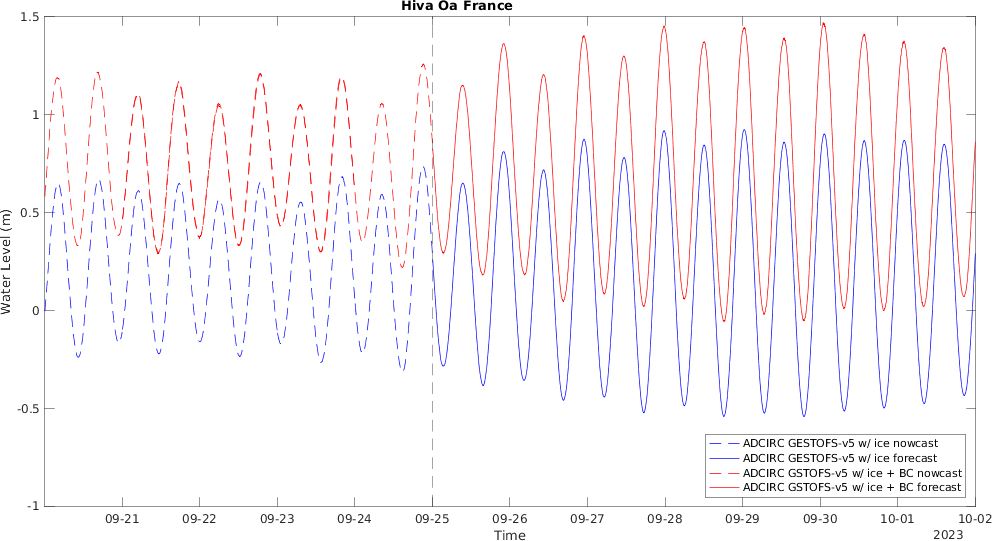 Hiva Oa France
1.5
1
0.5
0
-0.5
-1
Water Level (m)
ADCIRC GESTOFS-v5 w/ ice nowcast
ADCIRC GESTOFS-v5 w/ ice forecast
ADCIRC GSTOFS-v5 w/ ice + BC nowcast
ADCIRC GSTOFS-v5 w/ ice + BC forecast
09-21 09-22 09-23 09-24 09-25 09-26 09-27 09-28 09-29 09-30 10-01 10-02
Time
2023